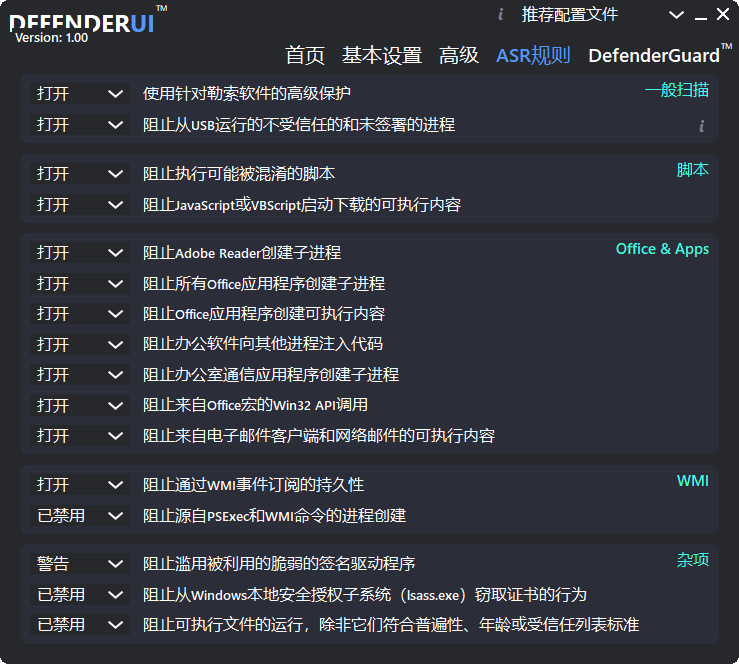 DEFENDERUI™
Version: 1.00
i 推荐配置文件
首页 基本设置 高级 ASR规则 DefenderGuard™
打开 使用针对勒索软件的高级保护 一般扫描
打开 阻止从USB运行的不受信任的和未签署的进程 i
打开 阻止执行可能被混淆的脚本 脚本
打开 阻止JavaScript或VBScript启动下载的可执行内容
打开 阻止Adobe Reader创建子进程 Office & Apps
打开 阻止所有Office应用程序创建子进程
打开 阻止Office应用程序创建可执行内容
打开 阻止办公软件向其他进程注入代码
打开 阻止办公室通信应用程序创建子进程
打开 阻止来自Office宏的Win32 API调用
打开 阻止来自电子邮件客户端和网络邮件的可执行内容
打开 阻止通过WMI事件订阅的持久性 WMI
已禁用 阻止源自PSExec和WMI命令的进程创建
警告 阻止滥用被利用的脆弱的签名驱动程序 杂项
已禁用 阻止从Windows本地安全授权子系统（lsass.exe）窃取证书的行为
已禁用 阻止可执行文件的运行，除非它们符合普遍性、年龄或受信任列表标准